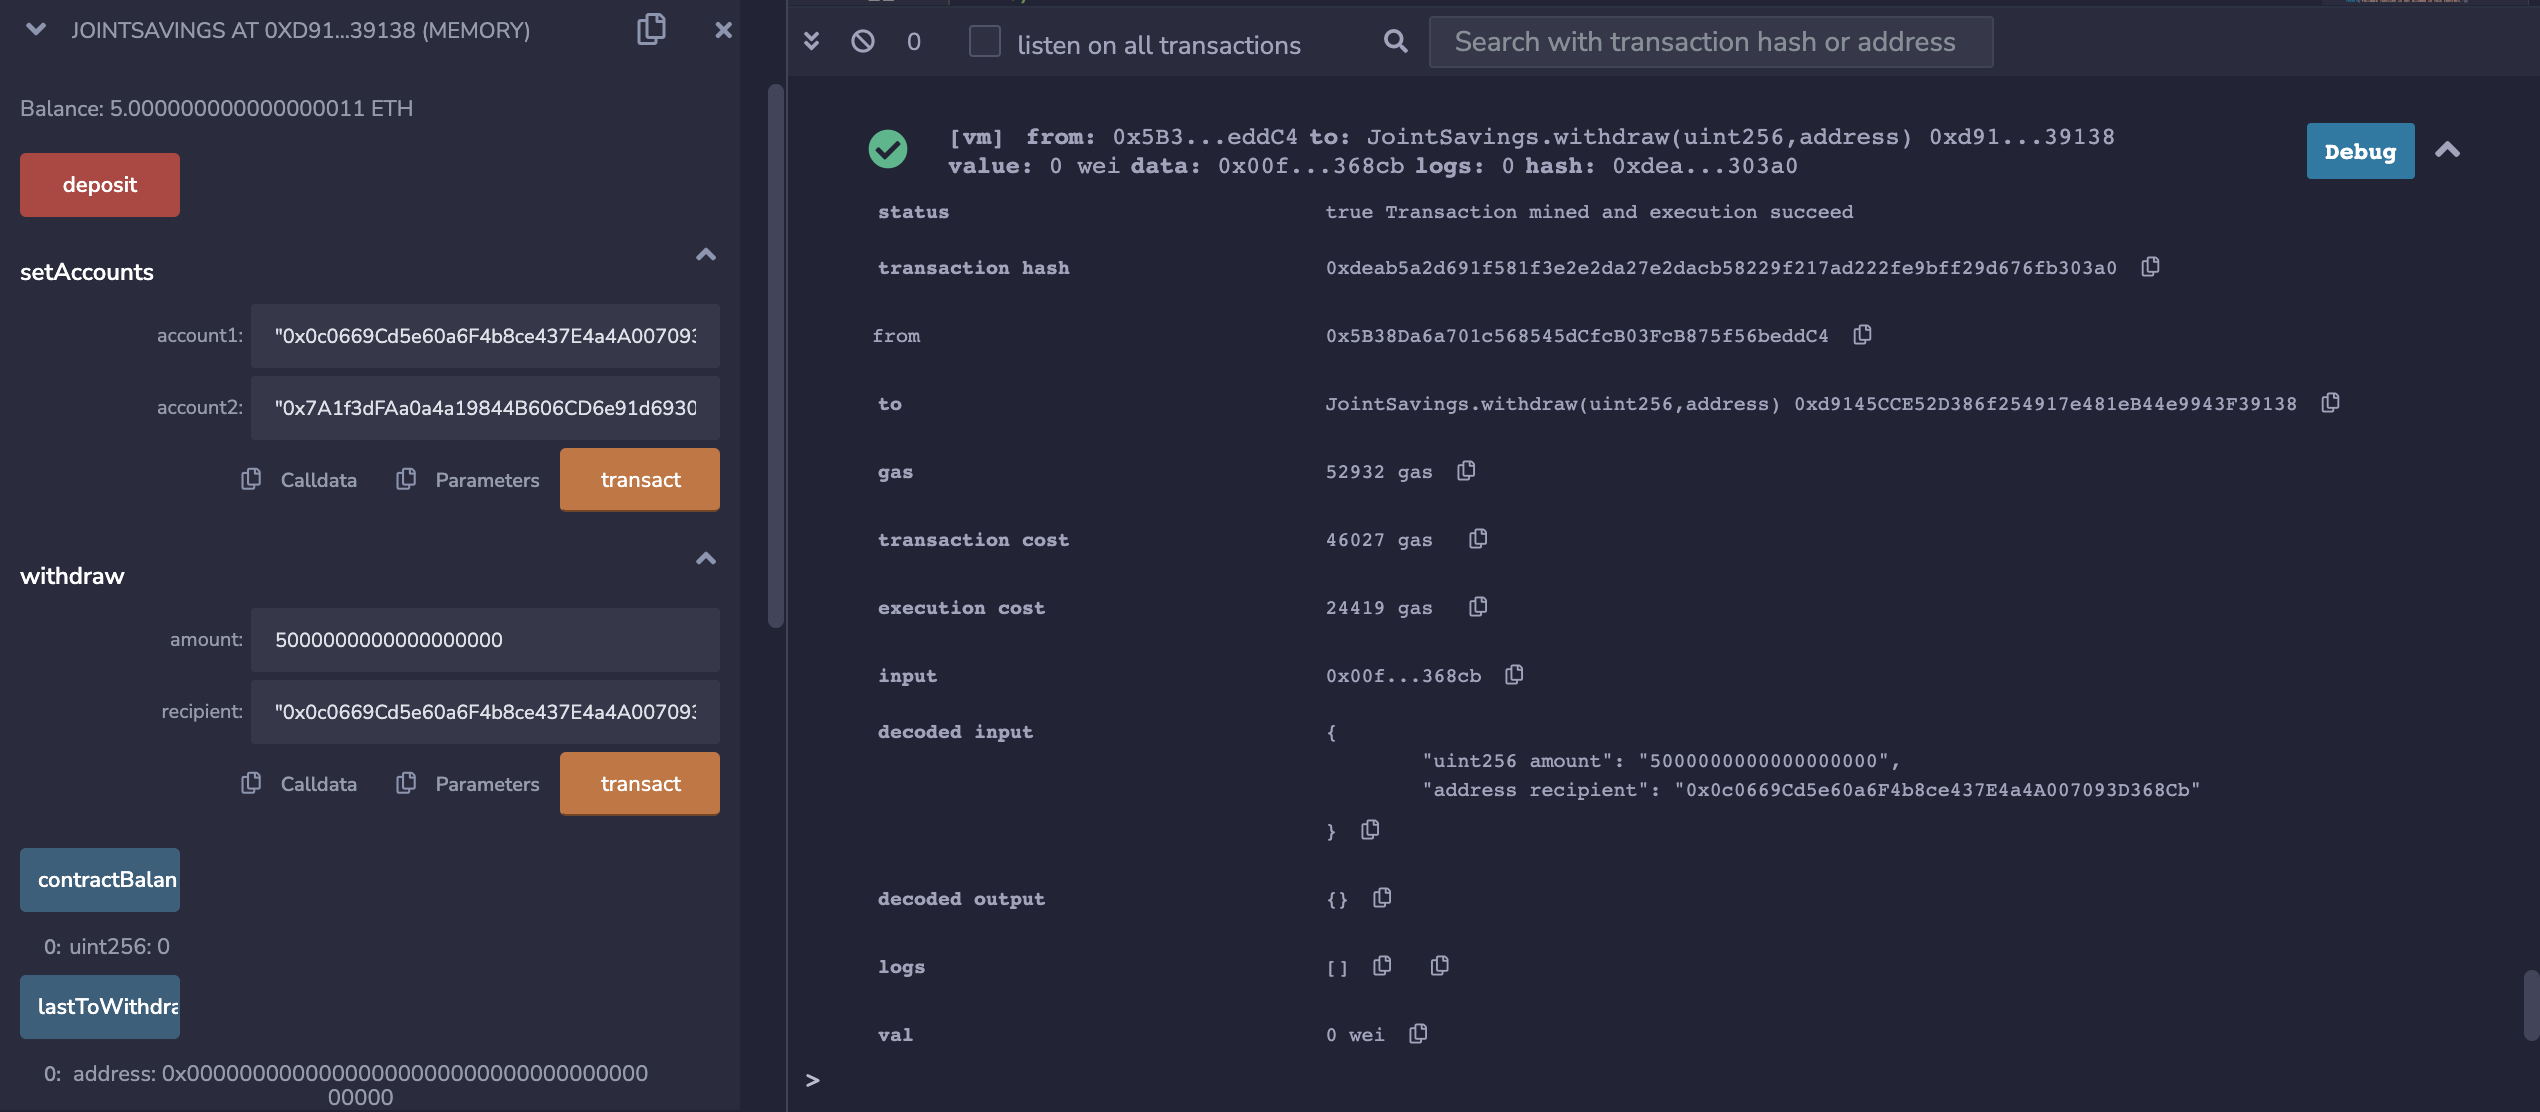 JOINTSAVINGS AT 0XD91...39138 (MEMORY)
Balance: 5.000000000000000011 ETH
deposit
setAccounts
account1: "0x0c0669Cd5e60a6F4b8ce437E4a4A007093
account2: "0x7A1f3dFAa0a4a19844B606CD6e91d6930
Calldata Parameters transact
withdraw
amount: 5000000000000000000
recipient: "0x0c0669Cd5e60a6F4b8ce437E4a4A007093
Calldata Parameters transact
contractBalan
0: uint256: 0
lastToWithdra
0: address: 0x00000000000000000000000000000000000
00000
0 listen on all transactions Search with transaction hash or address
[vm] from: 0x5B3...eddC4 to: JointSavings.withdraw(uint256,address) 0xd91...39138
value: 0 wei data: 0x00f...368cb logs: 0 hash: 0xdea...303a0
Debug
status true Transaction mined and execution succeed
transaction hash 0xdeab5a2d691f581f3e2e2da27e2dacb58229f217ad222fe9bff29d676fb303a0
from 0x5B38Da6a701c568545dCfcB03FcB875f56beddC4
to JointSavings.withdraw(uint256,address) 0xd9145CCE52D386f254917e481eB44e9943F39138
gas 52932 gas
transaction cost 46027 gas
execution cost 24419 gas
input 0x00f...368cb
decoded input {
"uint256 amount": "5000000000000000000",
"address recipient": "0x0c0669Cd5e60a6F4b8ce437E4a4A007093D368Cb"
}
decoded output {}
logs []
val 0 wei
>